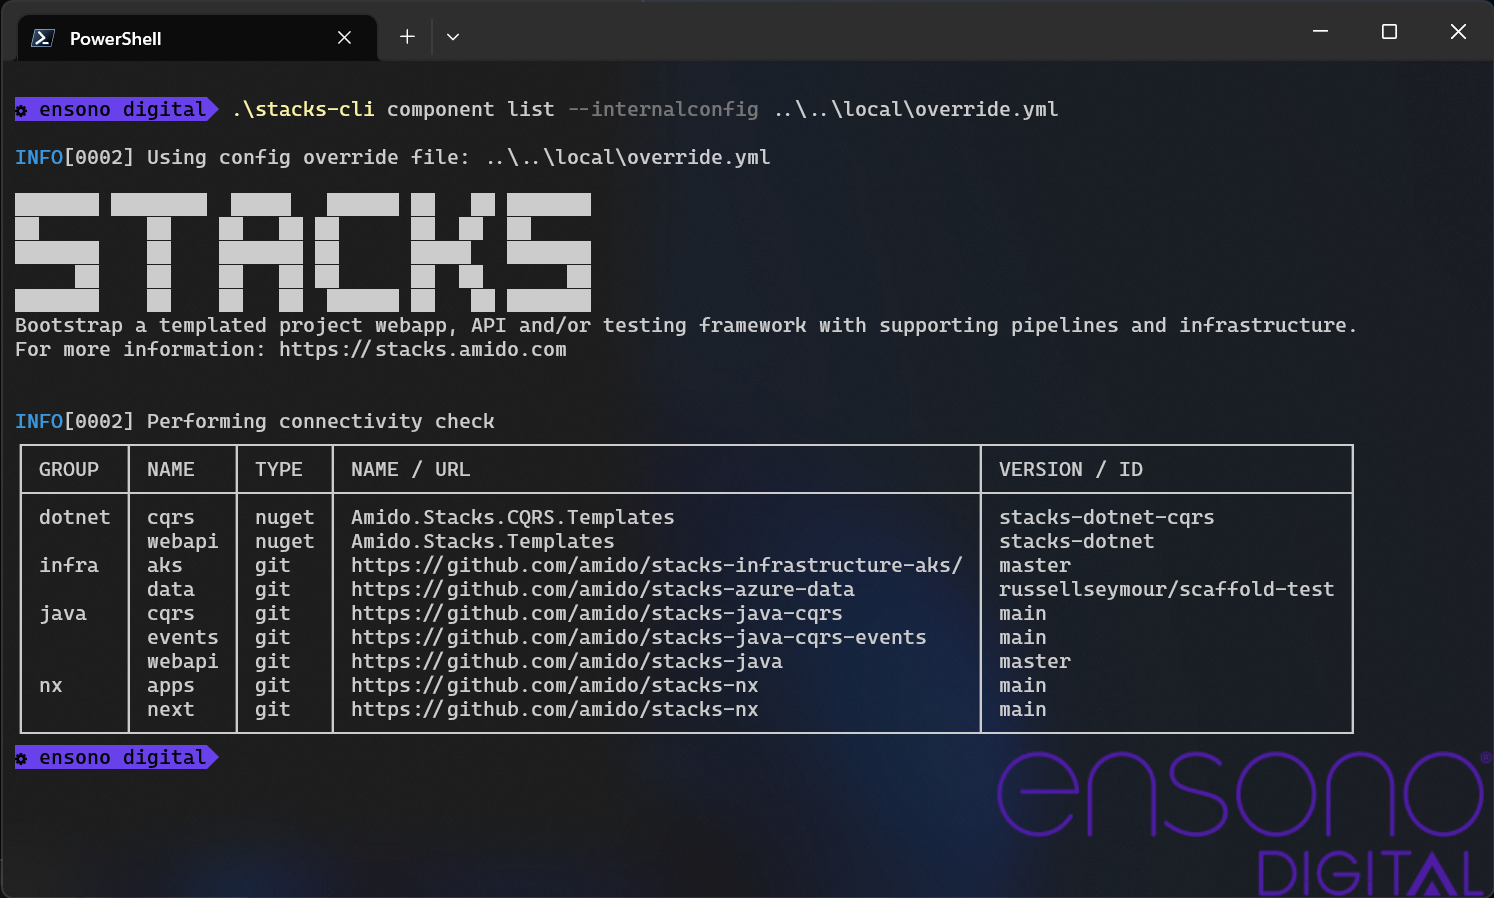 PowerShell
ensono digital .\stacks-cli component list --internalconfig ..\..\local\override.yml
INFO[0002] Using config override file: ..\..\local\override.yml
STACKS
Bootstrap a templated project webapp, API and/or testing framework with supporting pipelines and infrastructure.
For more information: https://stacks.amido.com
INFO[0002] Performing connectivity check
GROUP NAME TYPE NAME / URL VERSION / ID
dotnet cqrs nuget Amido.Stacks.CQRS.Templates stacks-dotnet-cqrs
webapi nuget Amido.Stacks.Templates stacks-dotnet
infra aks git https://github.com/amido/stacks-infrastructure-aks/ master
data git https://github.com/amido/stacks-azure-data russellseymour/scaffold-test
java cqrs git https://github.com/amido/stacks-java-cqrs main
events git https://github.com/amido/stacks-java-cqrs-events main
webapi git https://github.com/amido/stacks-java master
nx apps git https://github.com/amido/stacks-nx main
next git https://github.com/amido/stacks-nx main
ensono digital
ensono®
DIGITAL